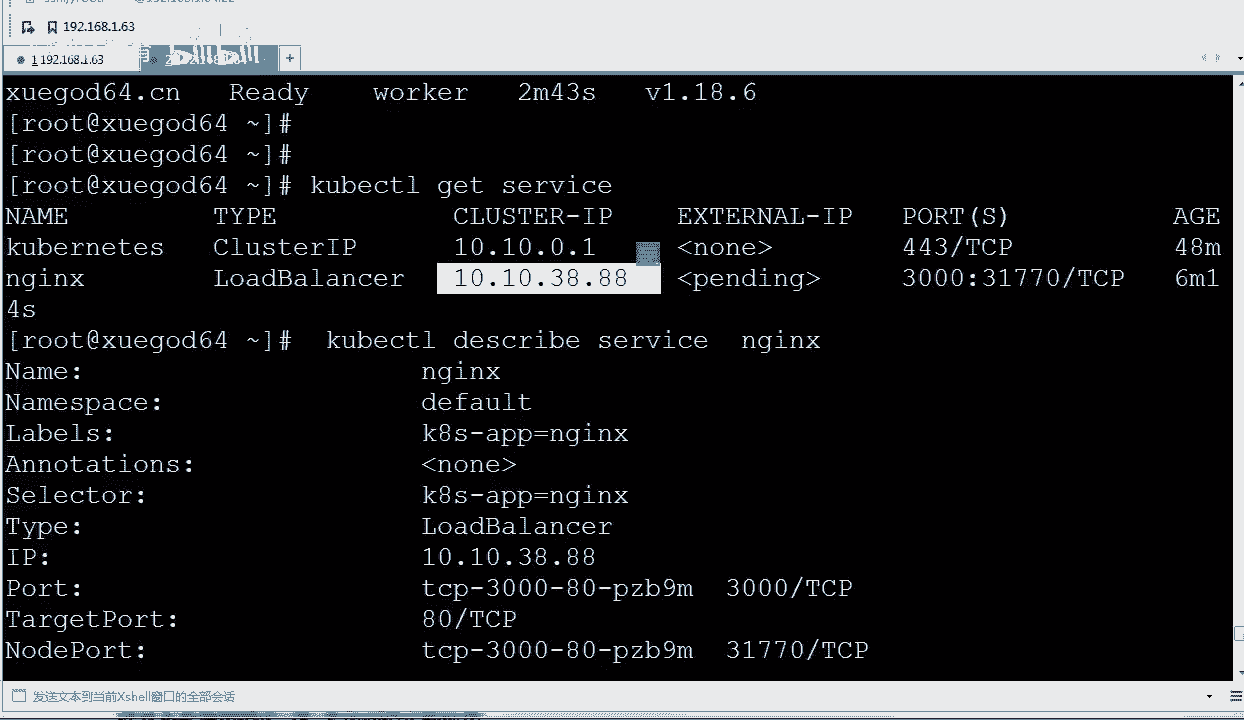 192.168.1.63
1 192.168.1.63
xuegod64.cn Ready worker 2m43s v1.18.6
[root@xuegod64 ~]#
[root@xuegod64 ~]#
[root@xuegod64 ~]# kubectl get service
NAME TYPE CLUSTER-IP EXTERNAL-IP PORT(S) AGE
kubernetes ClusterIP 10.10.0.1 <none> 443/TCP 48m
nginx LoadBalancer 10.10.38.88 <pending> 3000:31770/TCP 6m1
4s
[root@xuegod64 ~]# kubectl describe service nginx
Name: nginx
Namespace: default
Labels: k8s-app=nginx
Annotations: <none>
Selector: k8s-app=nginx
Type: LoadBalancer
IP: 10.10.38.88
Port: tcp-3000-80-pzb9m 3000/TCP
TargetPort: 80/TCP
NodePort: tcp-3000-80-pzb9m 31770/TCP
发送文本到当前Xshell窗口的全部会话